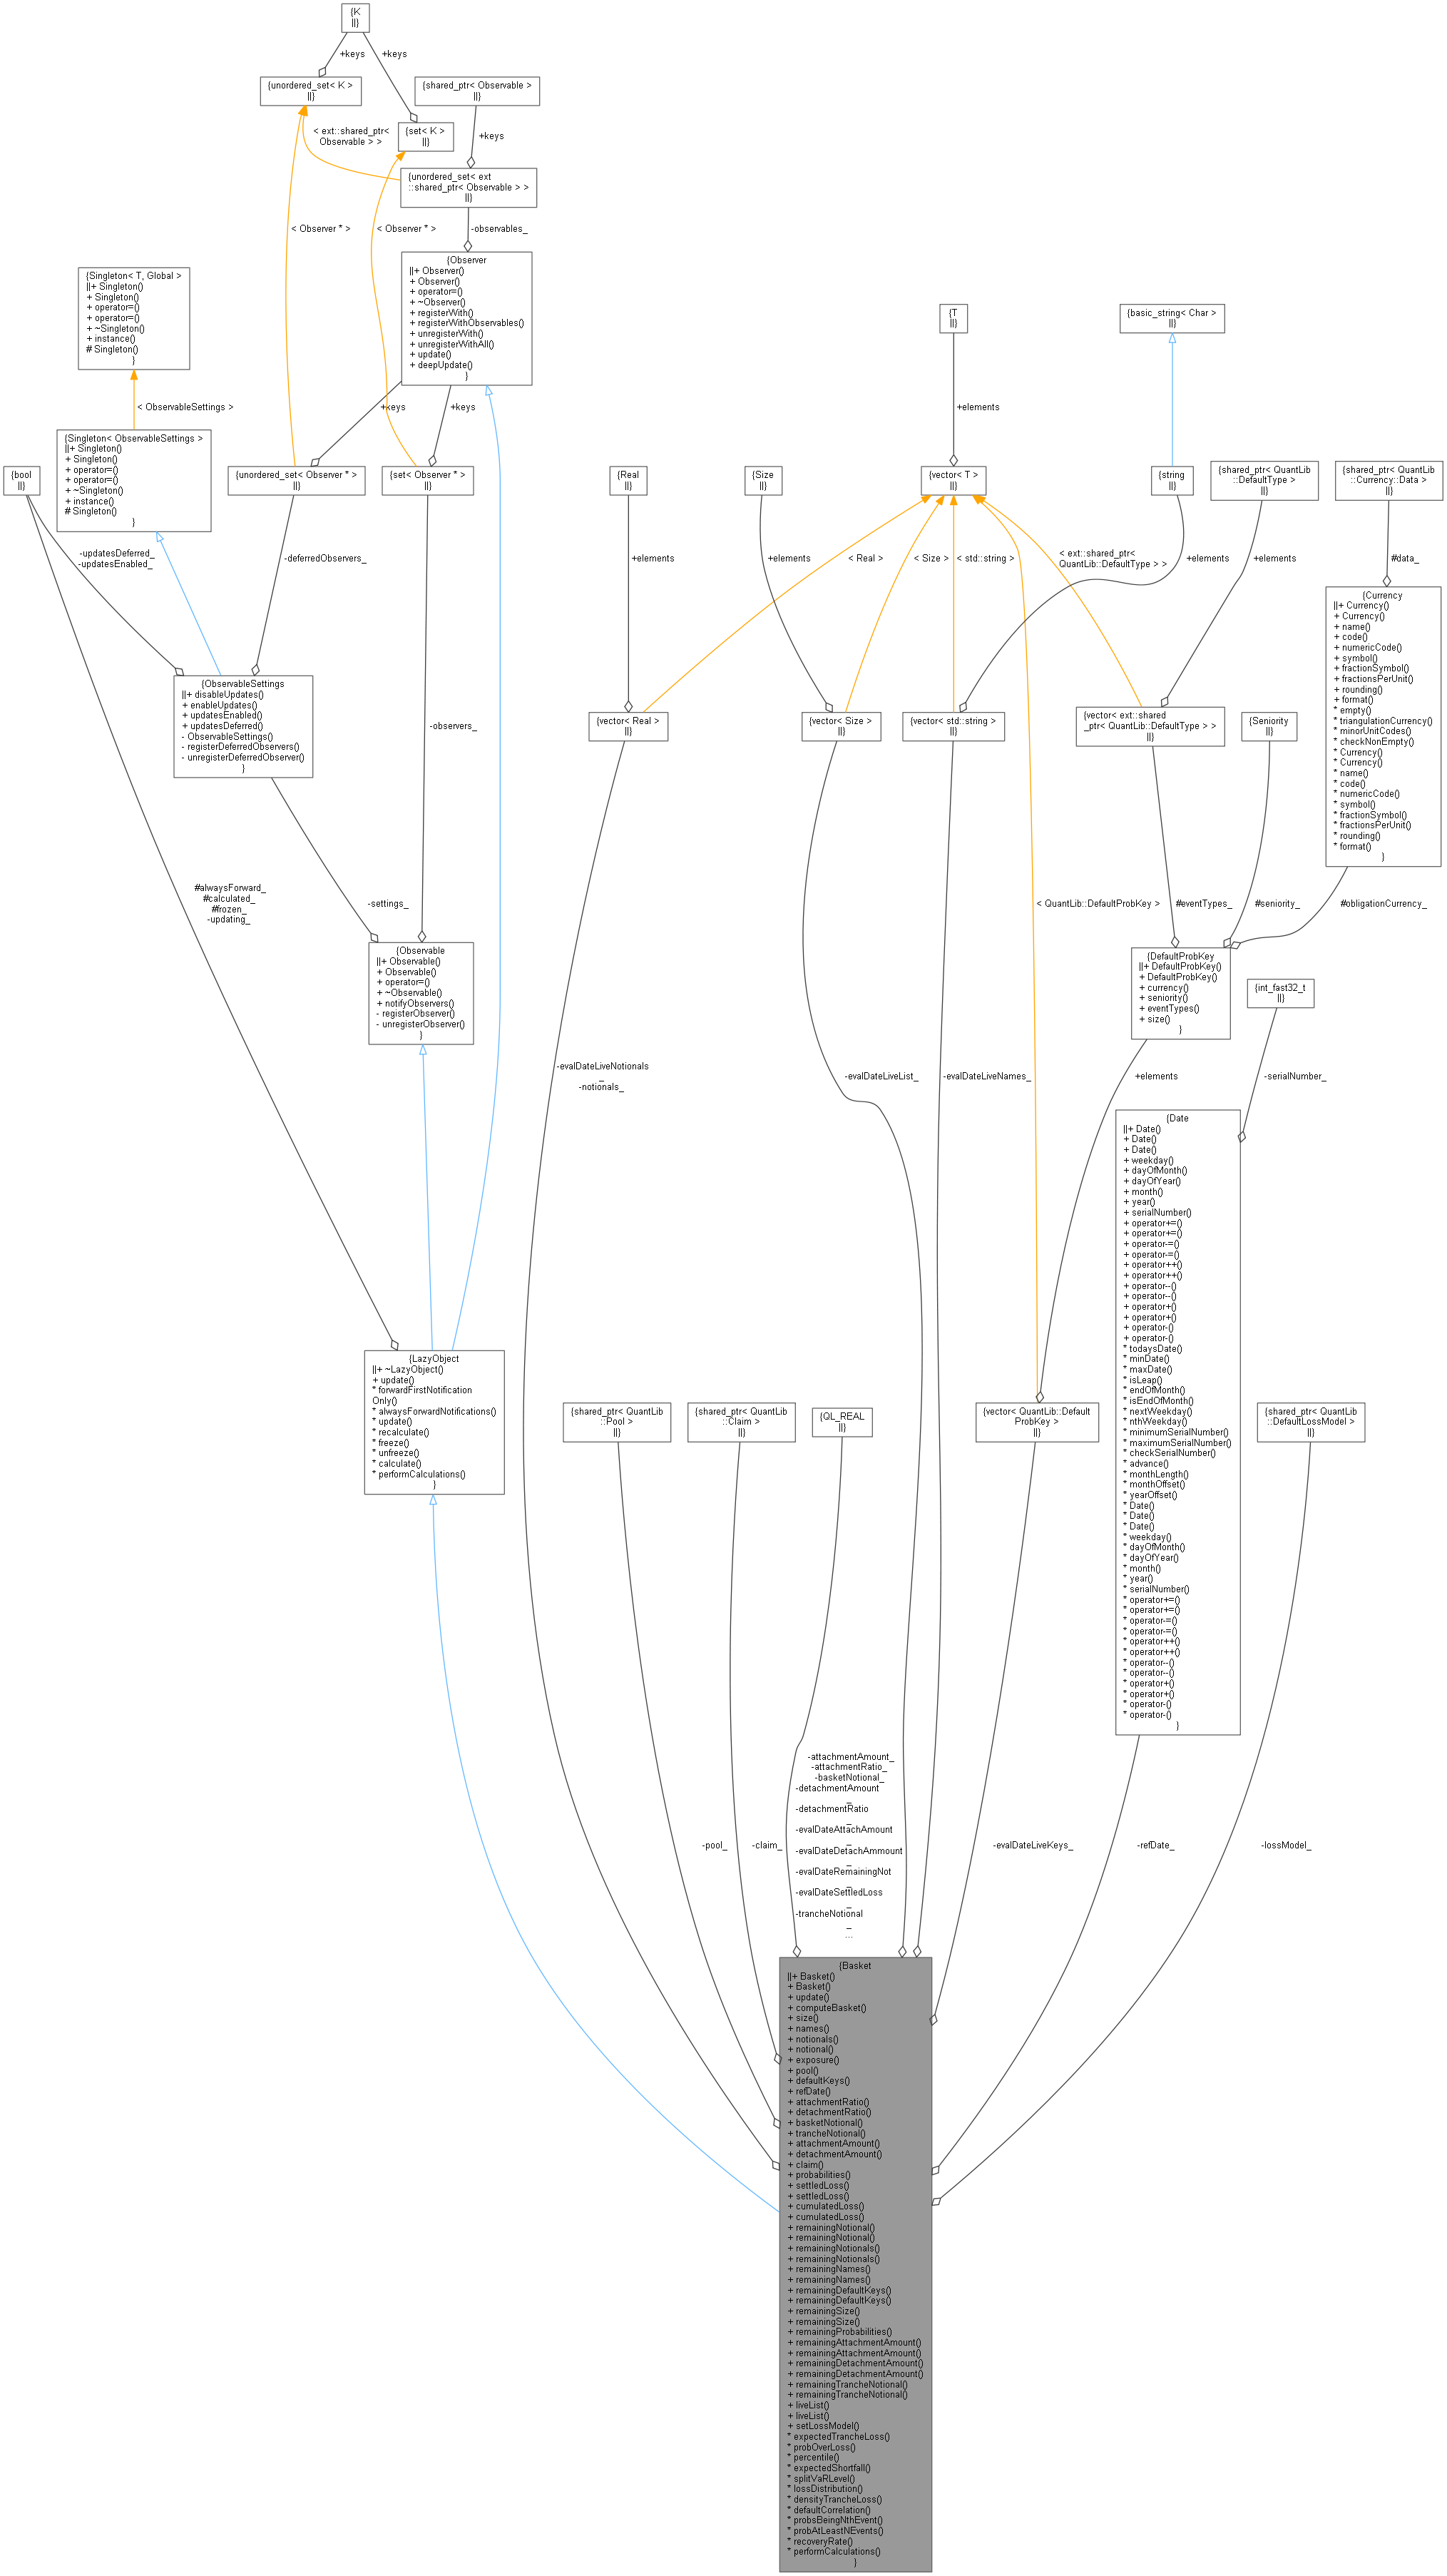 {K
||}
+keys
+keys
{unordered_set< K >
||}
{shared_ptr< Observable >
||}
< ext::shared_ptr<
Observable > >
{set< K >
||}
+keys
{unordered_set< ext
::shared_ptr< Observable > >
||}
< Observer * >
< Observer * >
-observables_
{Observer
||+ Observer()
+ Observer()
+ operator=()
+ ~Observer()
+ registerWith()
+ registerWithObservables()
+ unregisterWith()
+ unregisterWithAll()
+ update()
+ deepUpdate()
}
{Singleton< T, Global >
||+ Singleton()
+ Singleton()
+ operator=()
+ operator=()
+ ~Singleton()
+ instance()
# Singleton()
}
{T
||}
{basic_string< Char >
||}
< ObservableSettings >
+keys
+keys
+elements
{Singleton< ObservableSettings >
||+ Singleton()
+ Singleton()
+ operator=()
+ operator=()
+ ~Singleton()
+ instance()
# Singleton()
}
{bool
||}
{unordered_set< Observer * >
||}
{set< Observer * >
||}
{Real
||}
{Size
||}
{vector< T >
||}
{string
||}
{shared_ptr< QuantLib
::DefaultType >
||}
{shared_ptr< QuantLib
::Currency::Data >
||}
-updatesDeferred_
-updatesEnabled_
-deferredObservers_
+elements
+elements
< Real >
< Size >
< std::string >
< ext::shared_ptr<
QuantLib::DefaultType > >
+elements
+elements
#data_
{Currency
||+ Currency()
+ Currency()
+ name()
+ code()
+ numericCode()
+ symbol()
+ fractionSymbol()
+ fractionsPerUnit()
+ rounding()
+ format()
* empty()
* triangulationCurrency()
* minorUnitCodes()
* checkNonEmpty()
* Currency()
* Currency()
* name()
* code()
* numericCode()
* symbol()
* fractionSymbol()
* fractionsPerUnit()
* rounding()
* format()
}
{ObservableSettings
||+ disableUpdates()
+ enableUpdates()
+ updatesEnabled()
+ updatesDeferred()
- ObservableSettings()
- registerDeferredObservers()
- unregisterDeferredObserver()
}
-observers_
{vector< Real >
||}
{vector< Size >
||}
{vector< std::string >
||}
{vector< ext::shared
_ptr< QuantLib::DefaultType > >
||}
{Seniority
||}
#alwaysForward_
#calculated_
#frozen_
-updating_
-settings_
< QuantLib::DefaultProbKey >
#eventTypes_
#seniority_
#obligationCurrency_
{Observable
||+ Observable()
+ Observable()
+ operator=()
+ ~Observable()
+ notifyObservers()
- registerObserver()
- unregisterObserver()
}
{DefaultProbKey
||+ DefaultProbKey()
+ DefaultProbKey()
+ currency()
+ seniority()
+ eventTypes()
+ size()
}
{int_fast32_t
||}
-evalDateLiveNotionals
_
-notionals_
-evalDateLiveList_
-evalDateLiveNames_
+elements
-serialNumber_
{Date
||+ Date()
+ Date()
+ Date()
+ weekday()
+ dayOfMonth()
+ dayOfYear()
+ month()
+ year()
+ serialNumber()
+ operator+=()
+ operator+=()
+ operator-=()
+ operator-=()
+ operator++()
+ operator++()
+ operator--()
+ operator--()
+ operator+()
+ operator+()
+ operator-()
+ operator-()
* todaysDate()
* minDate()
* maxDate()
* isLeap()
* endOfMonth()
* isEndOfMonth()
* nextWeekday()
* nthWeekday()
* minimumSerialNumber()
* maximumSerialNumber()
* checkSerialNumber()
* advance()
* monthLength()
* monthOffset()
* yearOffset()
* Date()
* Date()
* Date()
* weekday()
* dayOfMonth()
* dayOfYear()
* month()
* year()
* serialNumber()
* operator+=()
* operator+=()
* operator-=()
* operator-=()
* operator++()
* operator++()
* operator--()
* operator--()
* operator+()
* operator+()
* operator-()
* operator-()
}
{LazyObject
||+ ~LazyObject()
+ update()
* forwardFirstNotification
Only()
* alwaysForwardNotifications()
* update()
* recalculate()
* freeze()
* unfreeze()
* calculate()
* performCalculations()
}
{shared_ptr< QuantLib
::Pool >
||}
{shared_ptr< QuantLib
::Claim >
||}
{QL_REAL
||}
{vector< QuantLib::Default
ProbKey >
||}
{shared_ptr< QuantLib
::DefaultLossModel >
||}
-pool_
-claim_
-attachmentAmount_
-attachmentRatio_
-basketNotional_
-detachmentAmount
_
-detachmentRatio
_
-evalDateAttachAmount
_
-evalDateDetachAmmount
_
-evalDateRemainingNot
_
-evalDateSettledLoss
_
-trancheNotional
_
...
-evalDateLiveKeys_
-refDate_
-lossModel_
{Basket
||+ Basket()
+ Basket()
+ update()
+ computeBasket()
+ size()
+ names()
+ notionals()
+ notional()
+ exposure()
+ pool()
+ defaultKeys()
+ refDate()
+ attachmentRatio()
+ detachmentRatio()
+ basketNotional()
+ trancheNotional()
+ attachmentAmount()
+ detachmentAmount()
+ claim()
+ probabilities()
+ settledLoss()
+ settledLoss()
+ cumulatedLoss()
+ cumulatedLoss()
+ remainingNotional()
+ remainingNotional()
+ remainingNotionals()
+ remainingNotionals()
+ remainingNames()
+ remainingNames()
+ remainingDefaultKeys()
+ remainingDefaultKeys()
+ remainingSize()
+ remainingSize()
+ remainingProbabilities()
+ remainingAttachmentAmount()
+ remainingAttachmentAmount()
+ remainingDetachmentAmount()
+ remainingDetachmentAmount()
+ remainingTrancheNotional()
+ remainingTrancheNotional()
+ liveList()
+ liveList()
+ setLossModel()
* expectedTrancheLoss()
* probOverLoss()
* percentile()
* expectedShortfall()
* splitVaRLevel()
* lossDistribution()
* densityTrancheLoss()
* defaultCorrelation()
* probsBeingNthEvent()
* probAtLeastNEvents()
* recoveryRate()
* performCalculations()
}